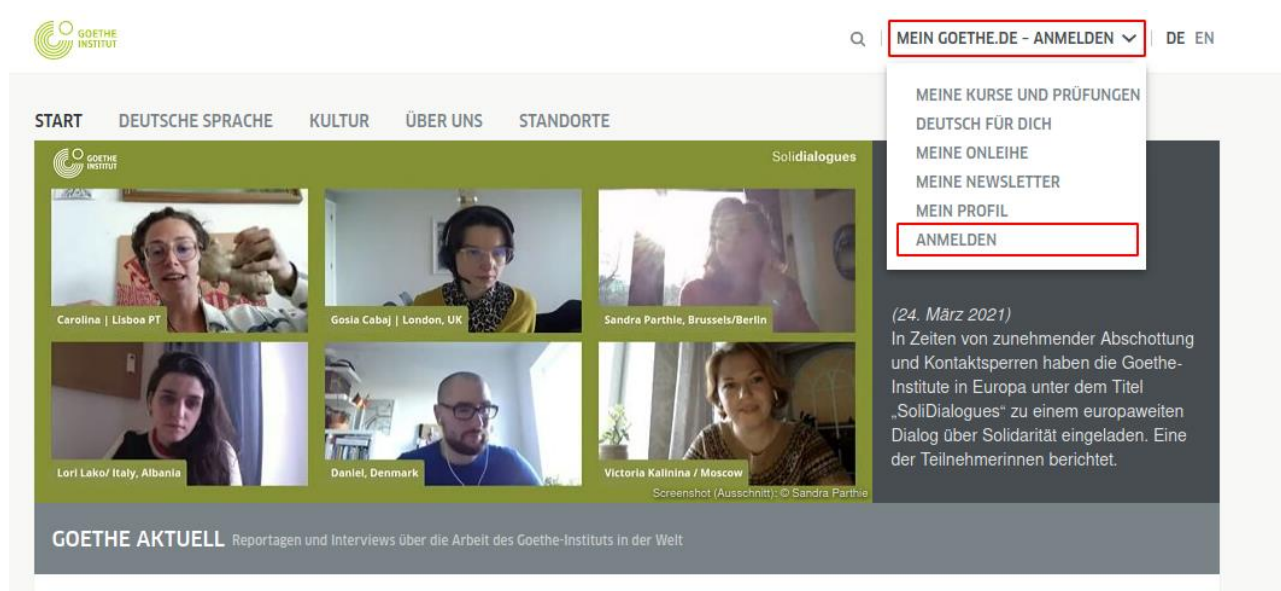 GOETHE
INSTITUT
MEIN GOETHE.DE – ANMELDEN
DE EN
MEINE KURSE UND PRÜFUNGEN
DEUTSCH FÜR DICH
MEINE ONLEIHE
MEINE NEWSLETTER
MEIN PROFIL
ANMELDEN
START DEUTSCHE SPRACHE KULTUR ÜBER UNS STANDORTE
GOETHE
INSTITUT
Solidialogues
Carolina | Lisboa PT
Gosia Cabaj | London, UK
Sandra Parthie, Brussels/Berlin
Lori Lako/ Italy, Albania
Daniel, Denmark
Victoria Kalinina / Moscow
Screenshot (Ausschnitt): © Sandra Parthie
(24. März 2021)
In Zeiten von zunehmender Abschottung
und Kontaktsperren haben die Goethe-
Institute in Europa unter dem Titel
„SoliDialogues“ zu einem europaweiten
Dialog über Solidarität eingeladen. Eine
der Teilnehmerinnen berichtet.
GOETHE AKTUELL Reportagen und Interviews über die Arbeit des Goethe-Instituts in der Welt